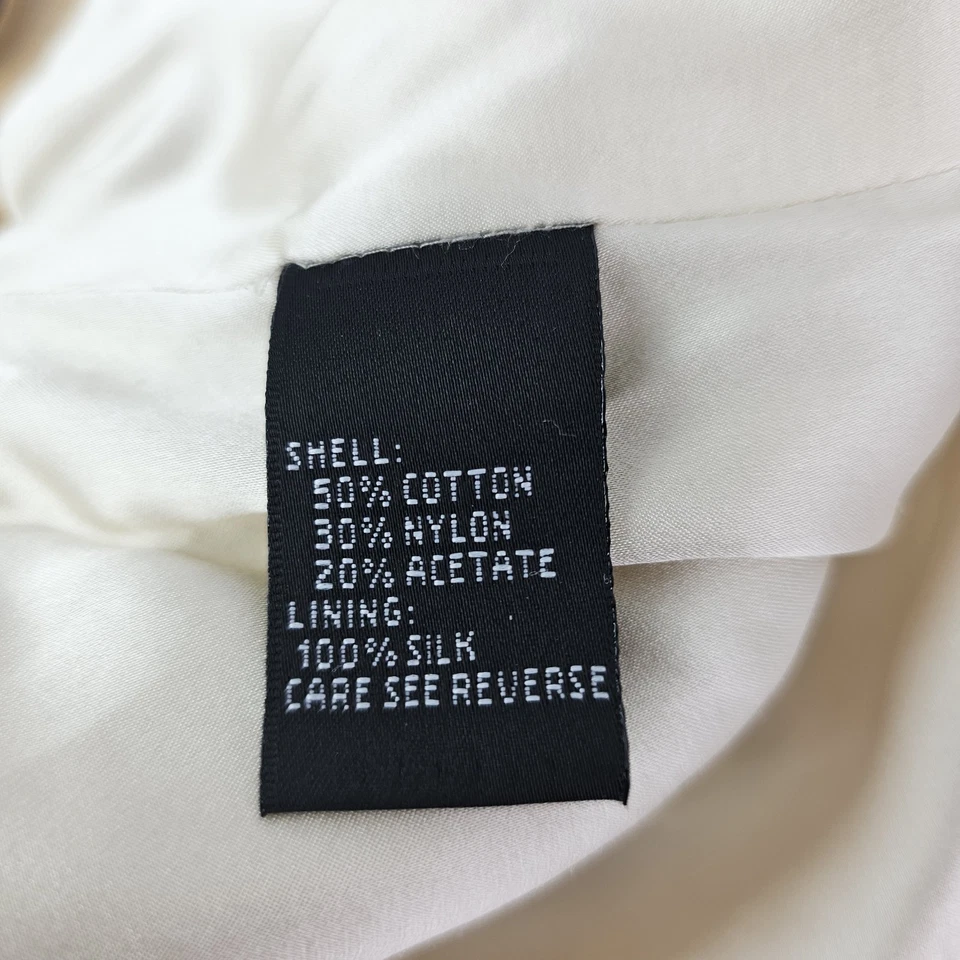 SHELL:
50% COTTON
30% NYLON
20% ACETATE
LINING:
100% SILK
CARE SEE REVERSE